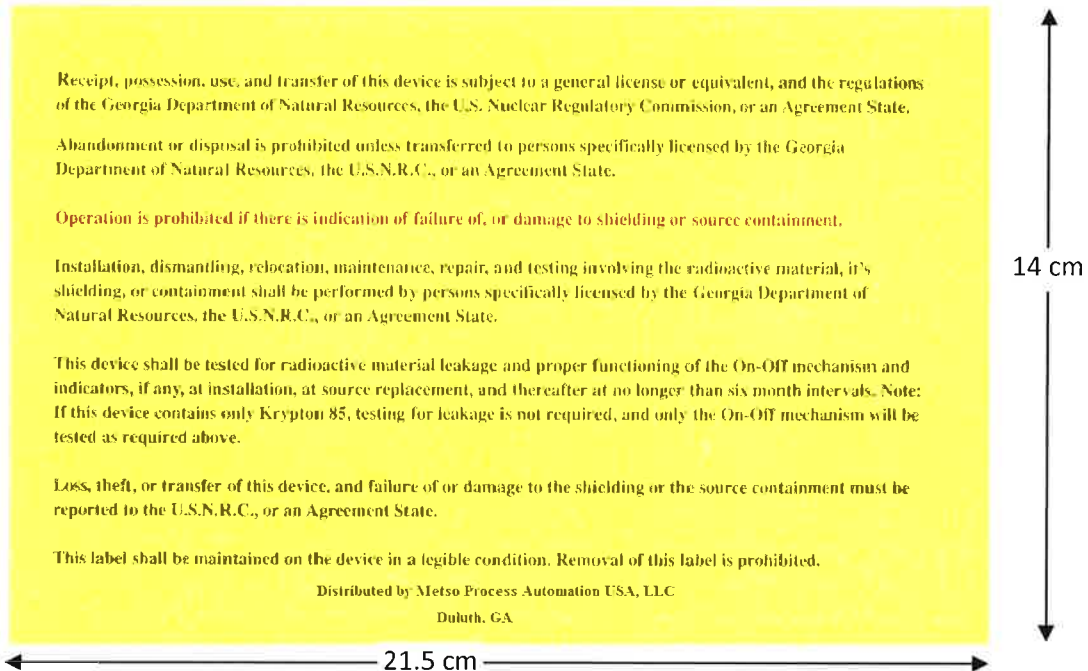 Receipt, possession, use, and transfer of this device is subject to a general license or equivalent, and the regulations
of the Georgia Department of Natural Resources, the U.S. Nuclear Regulatory Commission, or an Agreement State.
Abandonment or disposal is prohibited unless transferred to persons specifically licensed by the Georgia
Department of Natural Resources, the U.S.N.R.C., or an Agreement State.
Operation is prohibited if there is indication of failure of, or damage to shielding or source containment.
Installation, dismantling, relocation, maintenance, repair, and testing involving the radioactive material, it's
shielding, or containment shall be performed by persons specifically licensed by the Georgia Department of
Natural Resources, the U.S.N.R.C., or an Agreement State.
This device shall be tested for radioactive material leakage and proper functioning of the On-Off mechanism and
indicators, if any, at installation, at source replacement, and thereafter at no longer than six month intervals. Note:
If this device contains only Krypton 85, testing for leakage is not required, and only the On-Off mechanism will be
tested as required above.
Loss, theft, or transfer of this device, and failure of or damage to the shielding or the source containment must be
reported to the U.S.N.R.C., or an Agreement State.
This label shall be maintained on the device in a legible condition. Removal of this label is prohibited.
Distributed by Metso Process Automation USA, LLC
Duluth, GA
14 cm
21.5 cm